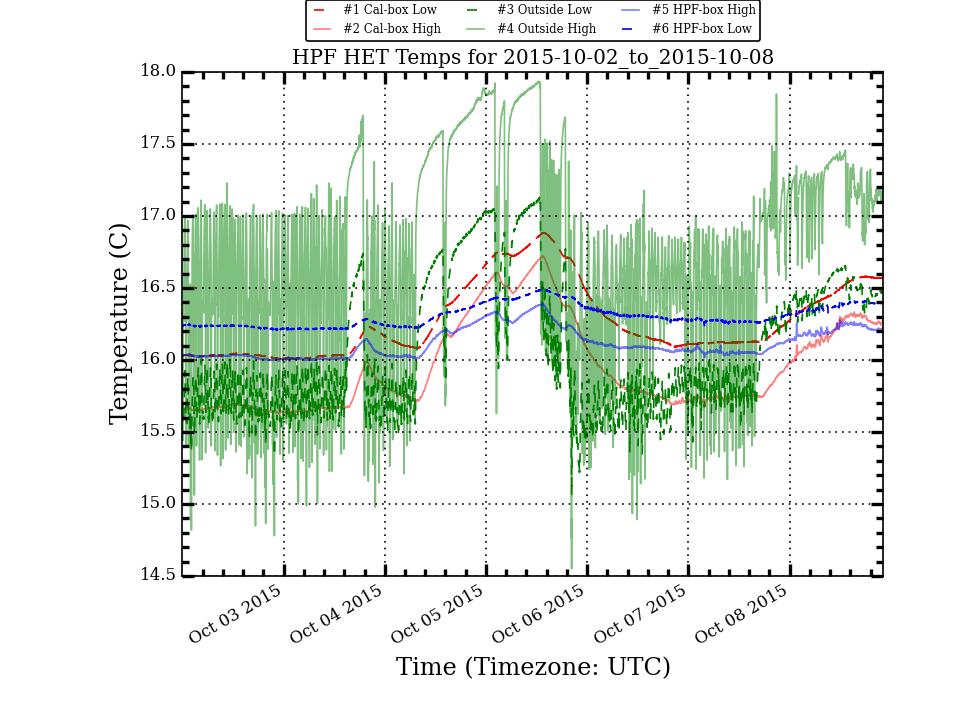 #1 Cal-box Low #3 Outside Low #5 HPF-box High
#2 Cal-box High #4 Outside High #6 HPF-box Low
HPF HET Temps for 2015-10-02_to_2015-10-08
18.0
17.5
17.0
16.5
16.0
15.5
15.0
14.5
Temperature (C)
Oct 03 2015 Oct 04 2015 Oct 05 2015 Oct 06 2015 Oct 07 2015 Oct 08 2015
Time (Timezone: UTC)